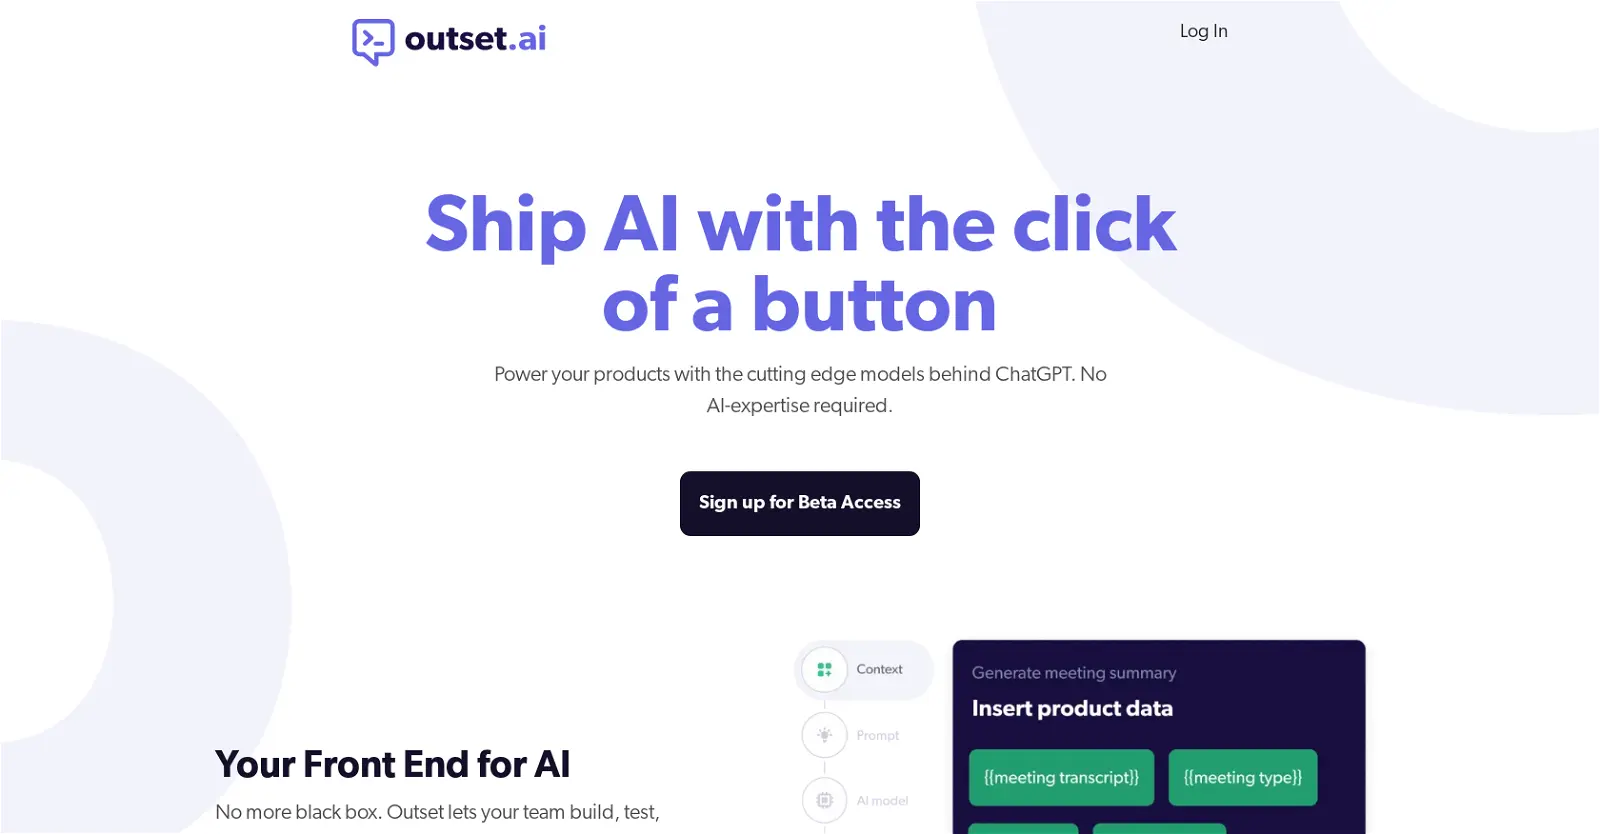 outset.ai
Log In
Ship AI with the click
of a button
Power your products with the cutting edge models behind ChatGPT. No
AI-expertise required.
Sign up for Beta Access
Your Front End for AI
No more black box. Outset lets your team build, test,
Context
Prompt
AI model
Generate meeting summary
Insert product data
{{meeting transcript}}
{{meeting type}}